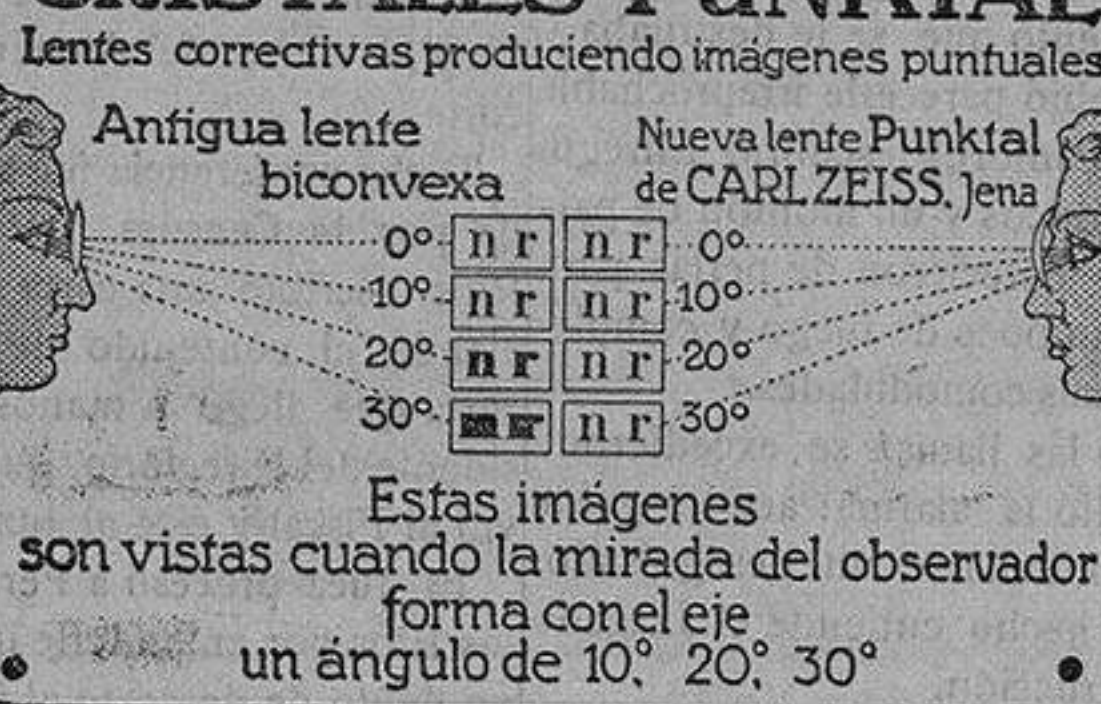 CRISTALES PUNKTAL
Lentes correctivas produciendo imágenes puntuales
Antigua lente
biconvexa
Nueva lente Punktal
de CARL ZEISS, Jena
0° n r n r 0°
10° n r n r 10°
20° n r n r 20°
30° n r n r 30°
Estas imágenes
son vistas cuando la mirada del observador
forma con el eje
un ángulo de 10°, 20°, 30°